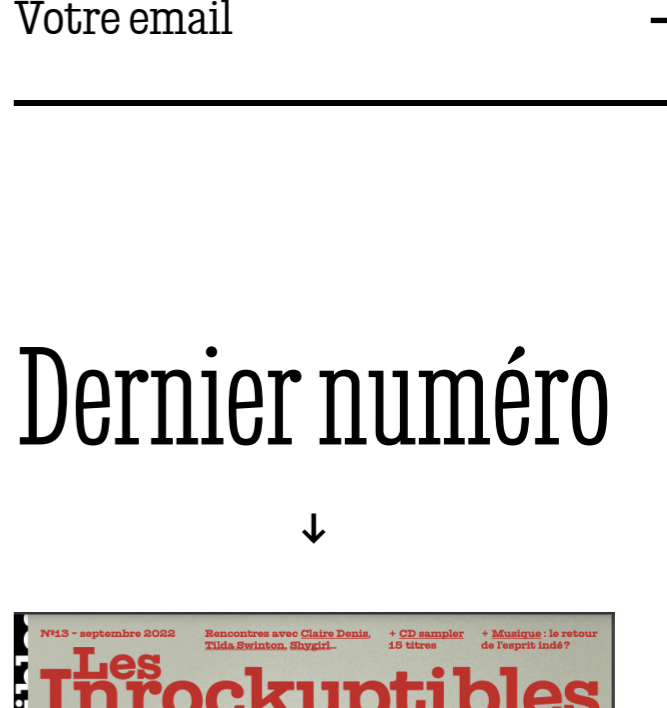 Votre email
Dernier numéro
Nº13 - septembre 2022
Rencontres avec Claire Denis,
Tilda Swinton, Shygirl…
+ CD sampler
15 titres
+ Musique : le retour
de l'esprit indé ?
Les
Inrockuptibles